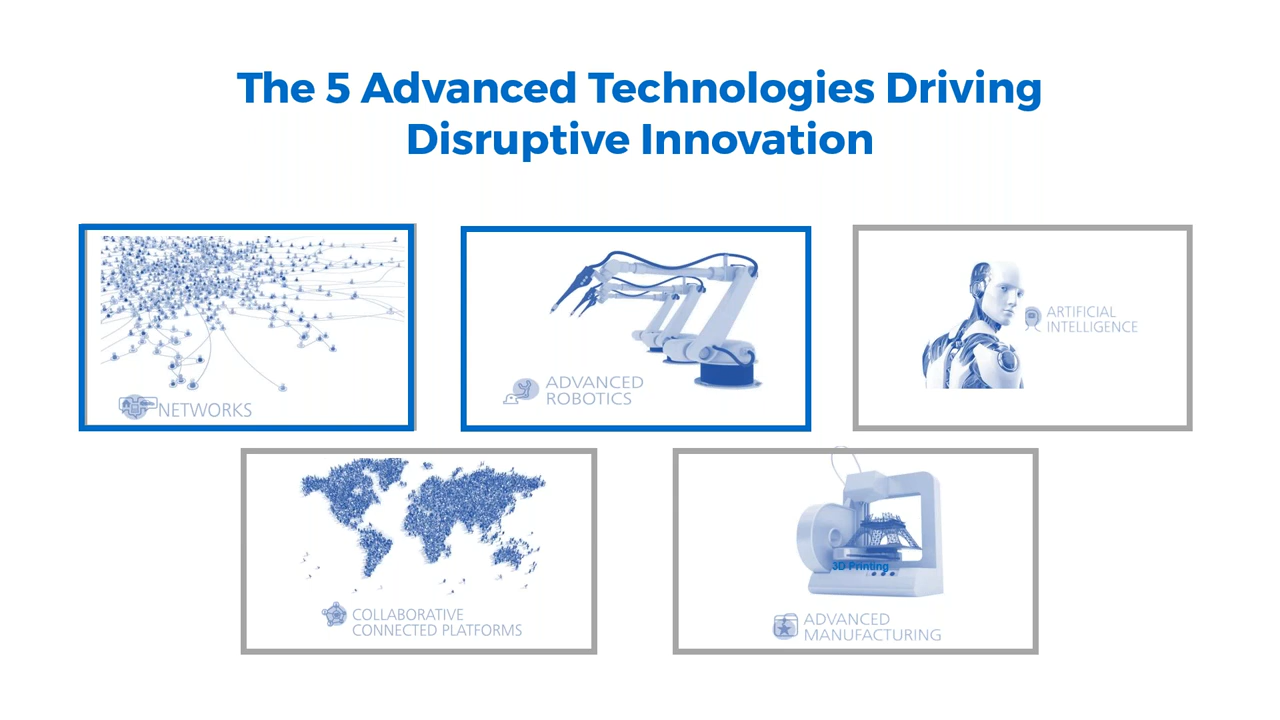 The 5 Advanced Technologies Driving
Disruptive Innovation
NETWORKS
ADVANCED
ROBOTICS
ARTIFICIAL
INTELLIGENCE
COLLABORATIVE
CONNECTED PLATFORMS
3D Printing
ADVANCED
MANUFACTURING